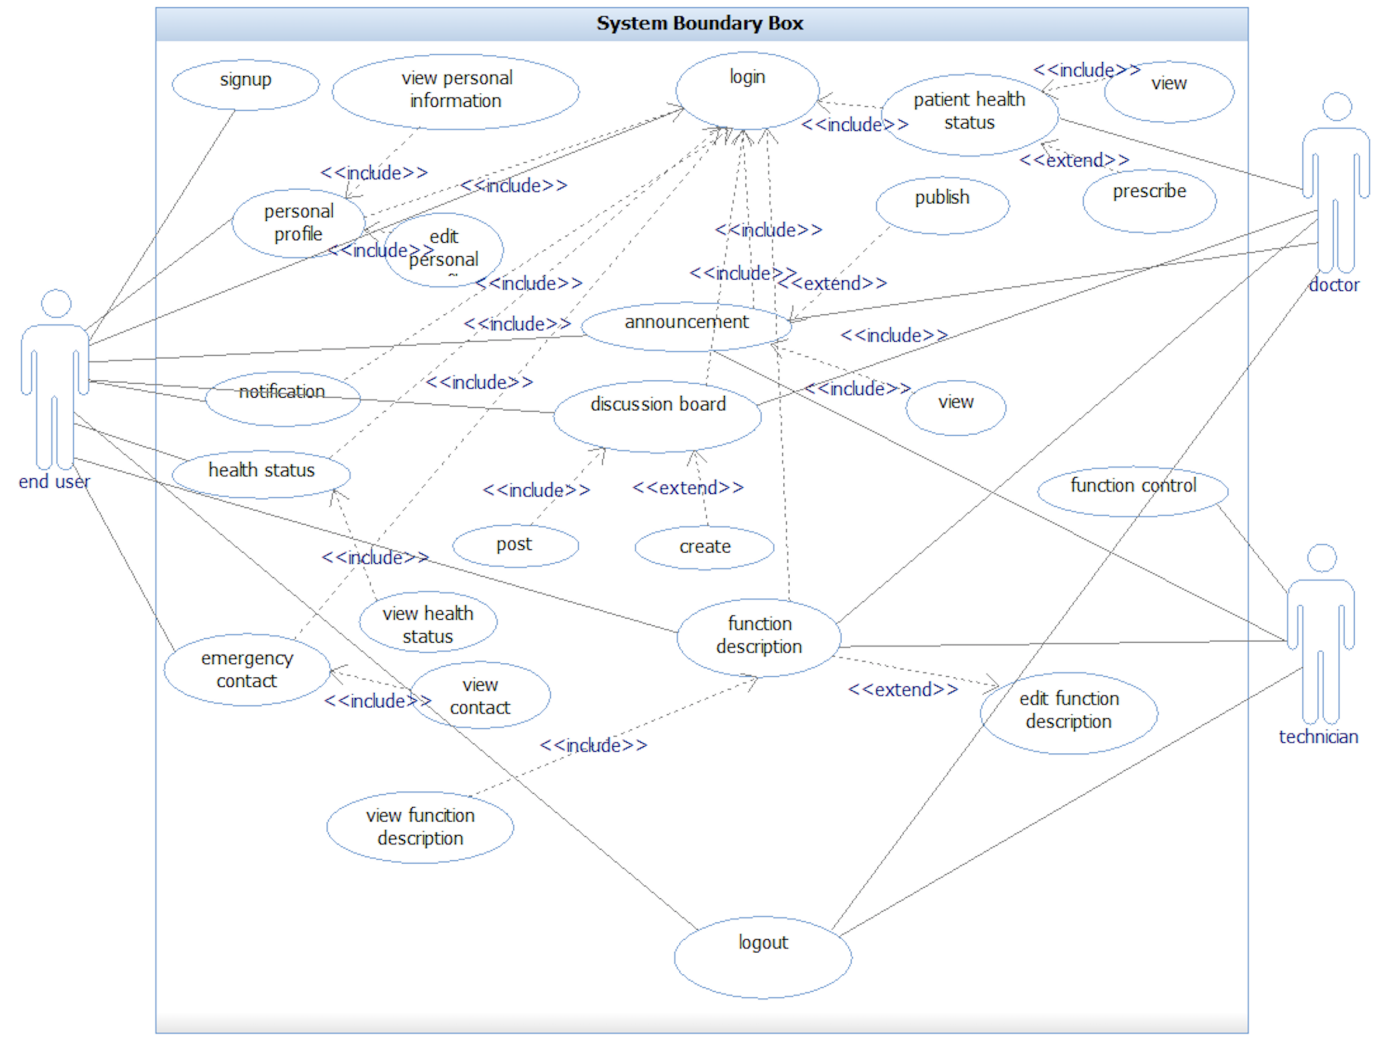 System Boundary Box
signup
view personal
information
login
<<include>>
view
patient health
status
<<include>>
<<extend>>
prescribe
<<include>>
<<include>>
publish
personal
profile
edit
personal
<<include>>
<<include>>
<<include>>
<<include>>
<<extend>>
doctor
announcement
<<include>>
<<include>>
<<include>>
notification
<<include>>
view
discussion board
health status
end user
<<include>>
<<extend>>
function control
post
create
<<include>>
view health
status
function
description
emergency
contact
view
contact
<<include>>
<<extend>>
edit function
description
technician
<<include>>
view funcition
description
logout